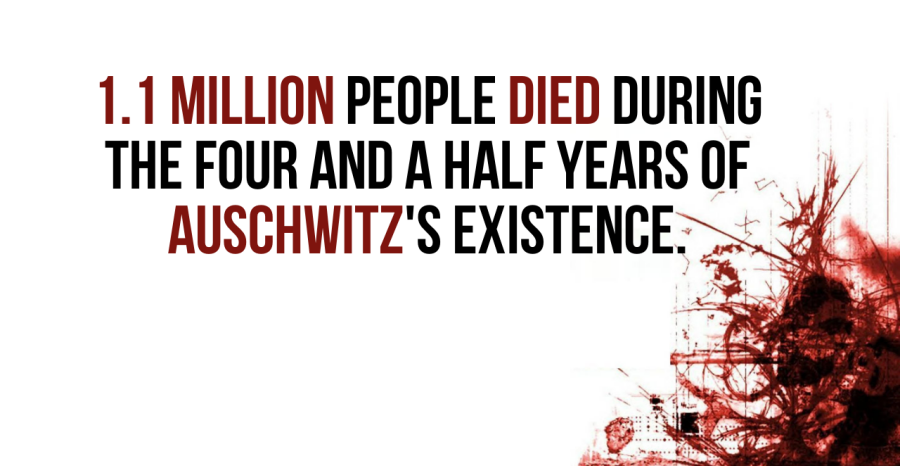 1.1 MILLION PEOPLE DIED DURING
THE FOUR AND A HALF YEARS OF
AUSCHWITZ'S EXISTENCE.